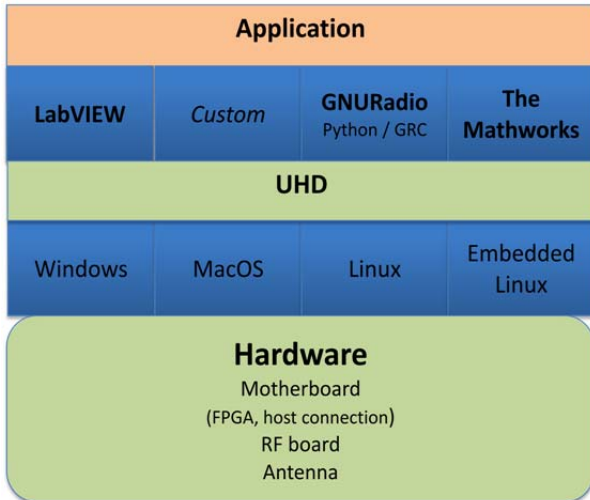 Application
LabVIEW
Custom
GNURadio
Python / GRC
The
Mathworks
UHD
Windows
MacOS
Linux
Embedded
Linux
Hardware
Motherboard
(FPGA, host connection)
RF board
Antenna